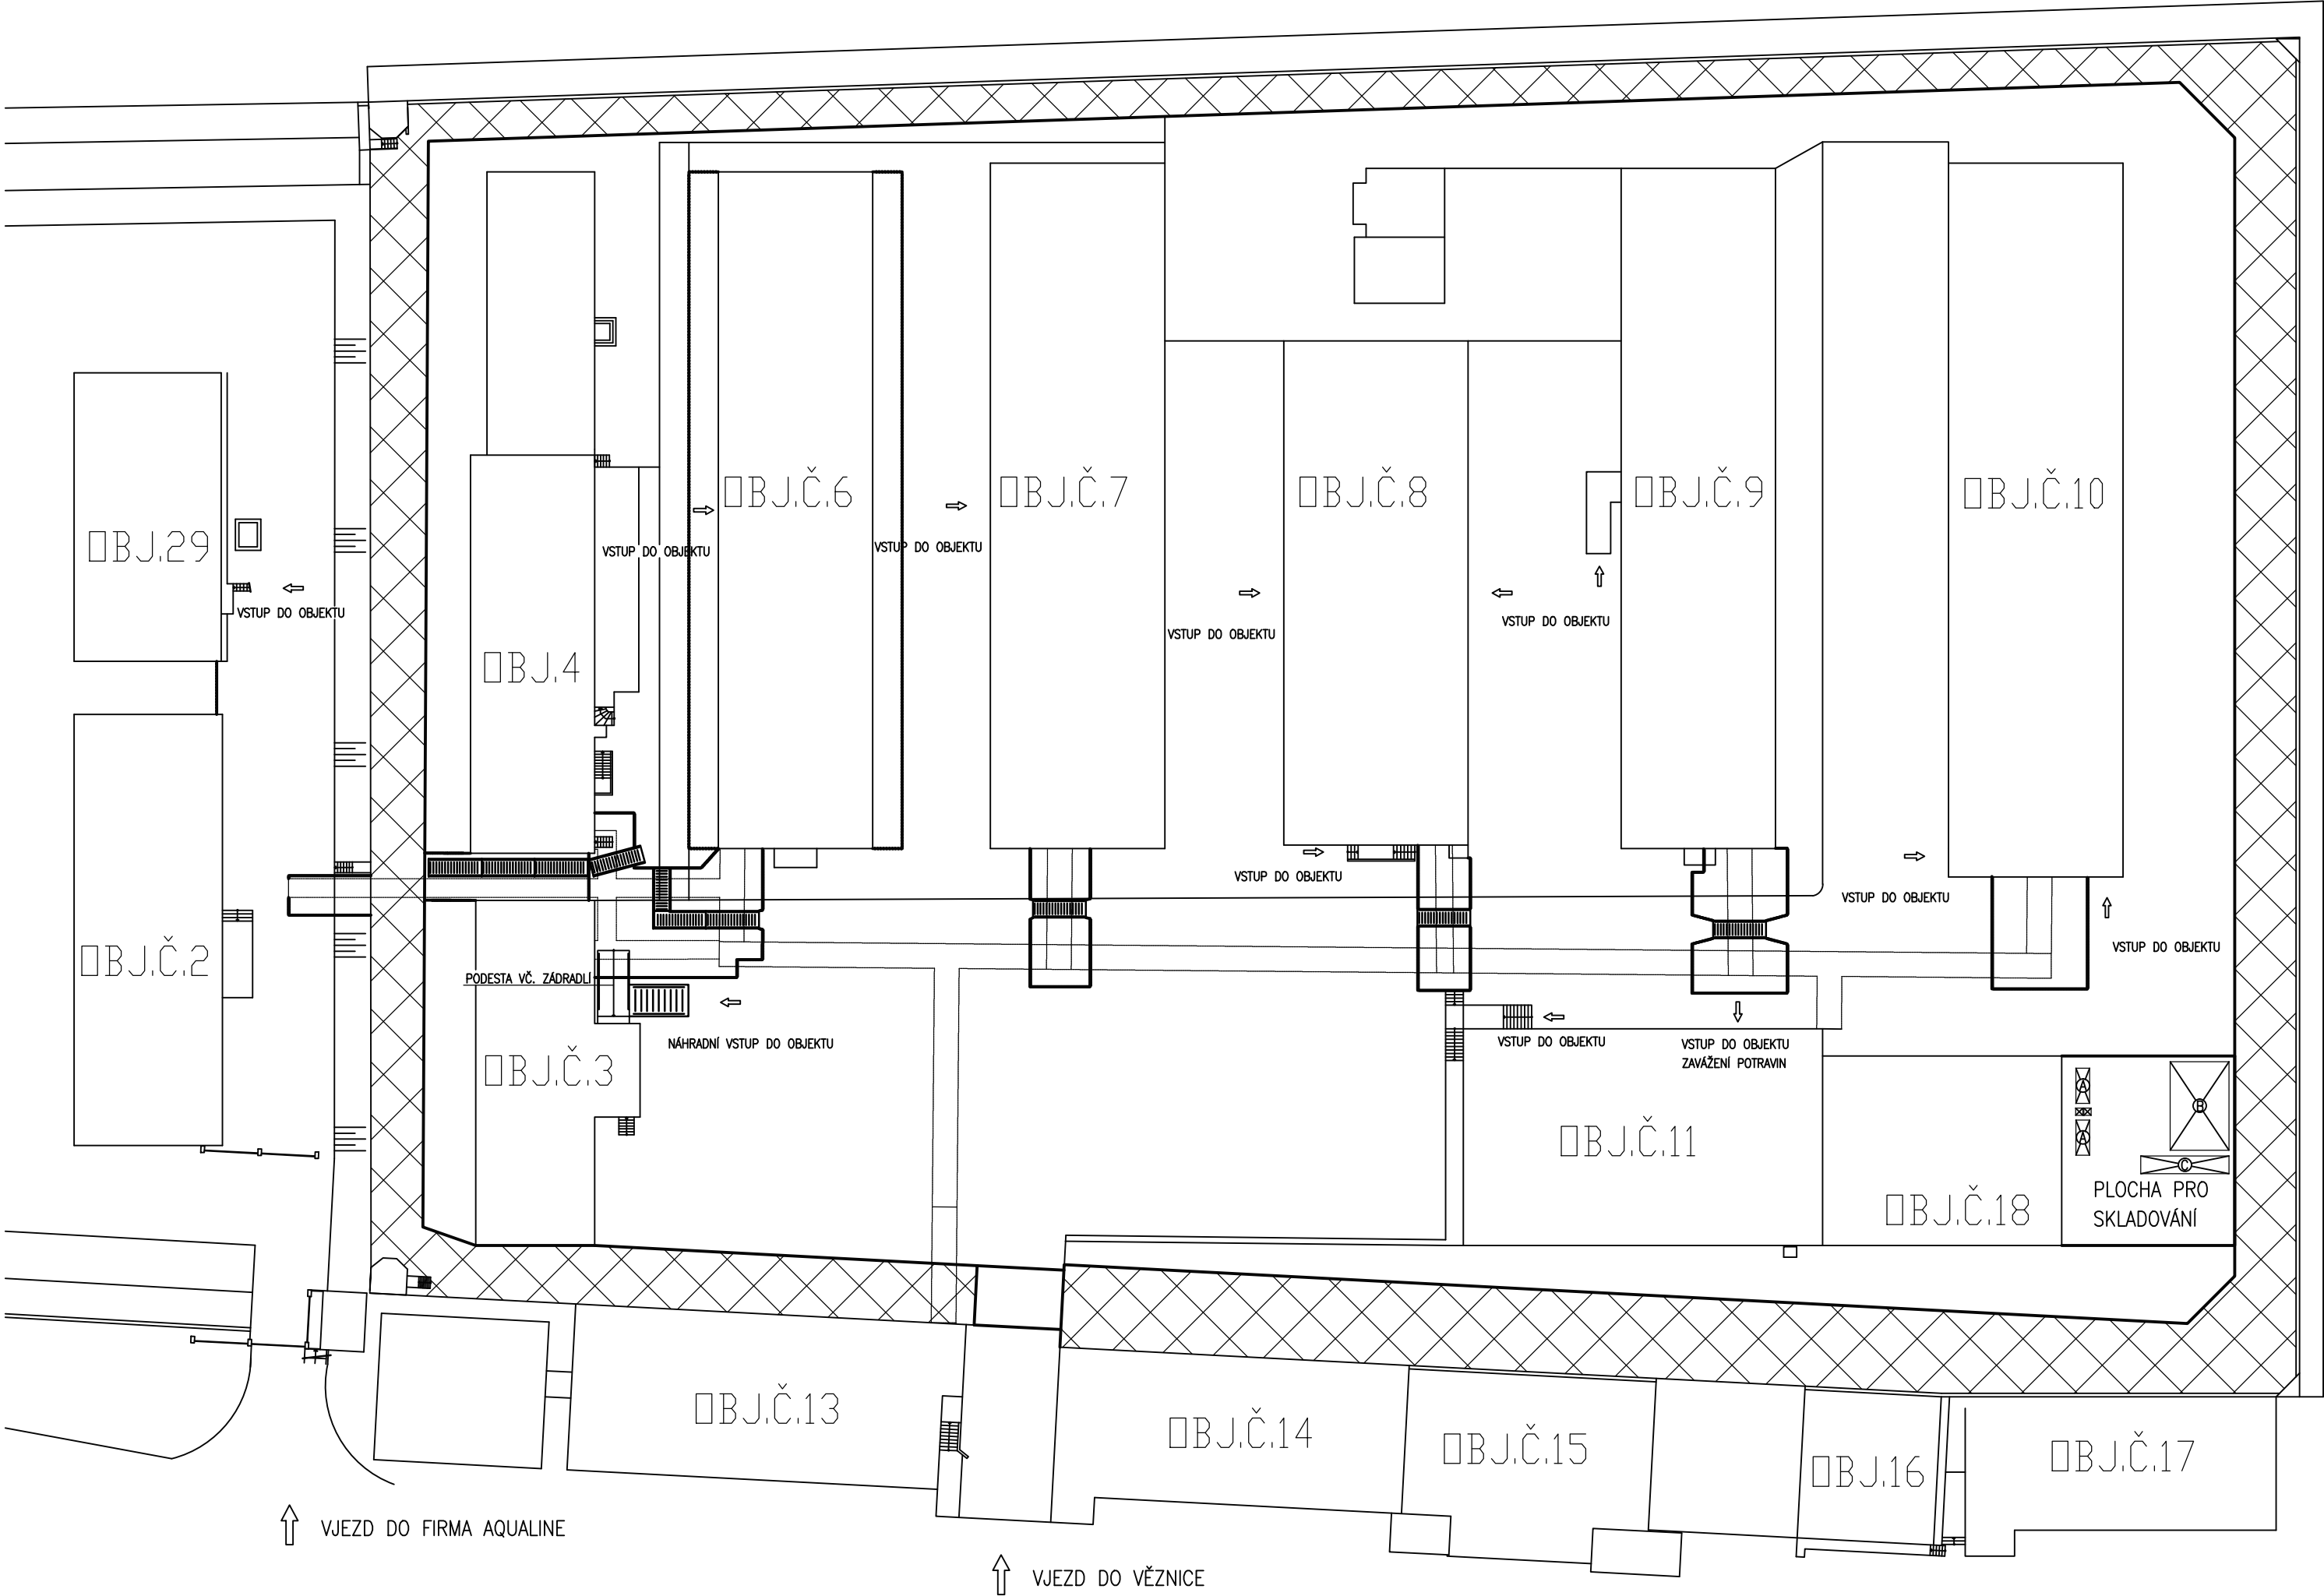 OBJ.Č.6
OBJ.Č.7
OBJ.Č.8
OBJ.Č.9
OBJ.Č.10
OBJ.29
VSTUP DO OBJEKTU
VSTUP DO OBJEKTU
VSTUP DO OBJEKTU
VSTUP DO OBJEKTU
VSTUP DO OBJEKTU
OBJ.4
VSTUP DO OBJEKTU
VSTUP DO OBJEKTU
OBJ.Č.2
VSTUP DO OBJEKTU
PODESTA VČ. ZÁDRADLÍ
NÁHRADNÍ VSTUP DO OBJEKTU
VSTUP DO OBJEKTU
VSTUP DO OBJEKTU
ZAVÁŽENÍ POTRAVIN
OBJ.Č.3
A
B
A
C
OBJ.Č.11
OBJ.Č.18
PLOCHA PRO
SKLADOVÁNÍ
OBJ.Č.13
OBJ.Č.14
OBJ.Č.15
OBJ.16
OBJ.Č.17
VJEZD DO FIRMA AQUALINE
VJEZD DO VĚZNICE